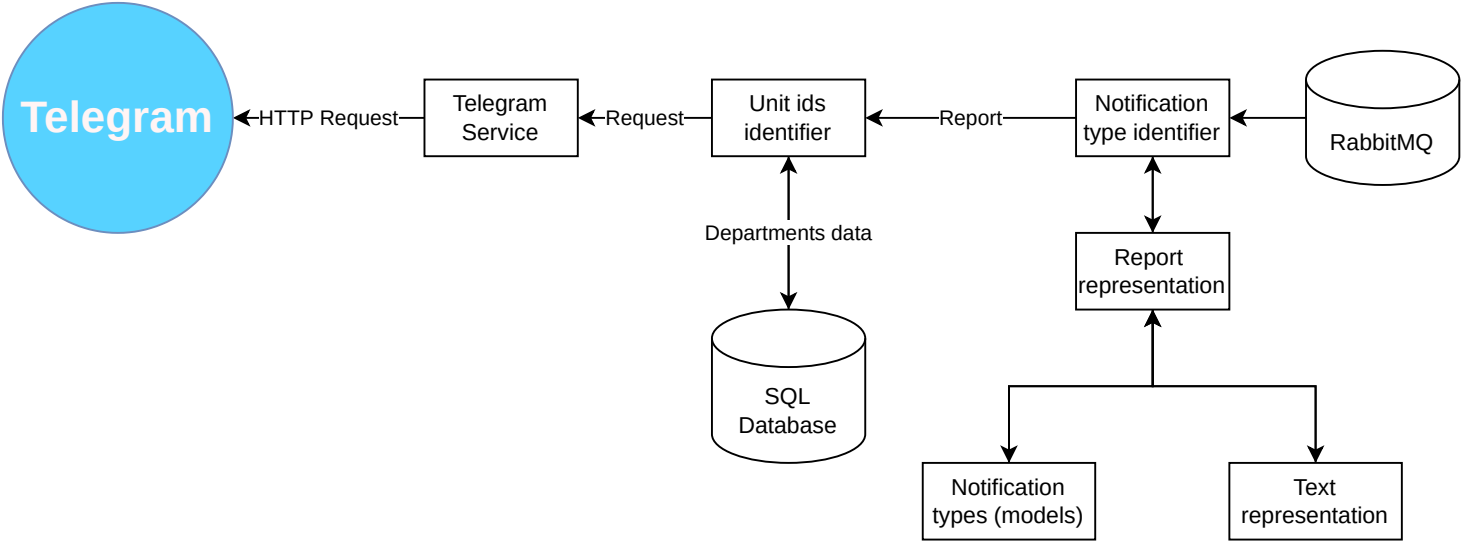 Telegram
HTTP Request
Telegram
Service
Request
Unit ids
identifier
Report
Notification
type identifier
RabbitMQ
Departments data
Report
representation
SQL
Database
Notification
types (models)
Text
representation